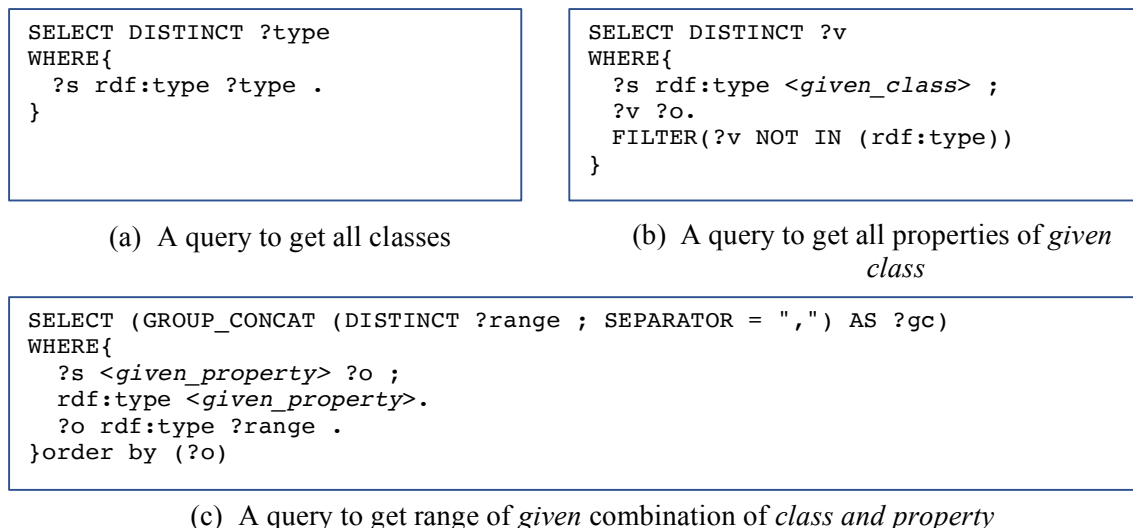 SELECT DISTINCT ?type
WHERE{
  ?s rdf:type ?type .
}
SELECT DISTINCT ?v
WHERE{
  ?s rdf:type <given_class> ;
  ?v ?o.
  FILTER(?v NOT IN (rdf:type))
}
(a) A query to get all classes
(b) A query to get all properties of given
class
SELECT (GROUP_CONCAT (DISTINCT ?range ; SEPARATOR = ",") AS ?gc)
WHERE{
  ?s <given_property> ?o ;
  rdf:type <given_property>.
  ?o rdf:type ?range .
}order by (?o)
(c) A query to get range of given combination of class and property